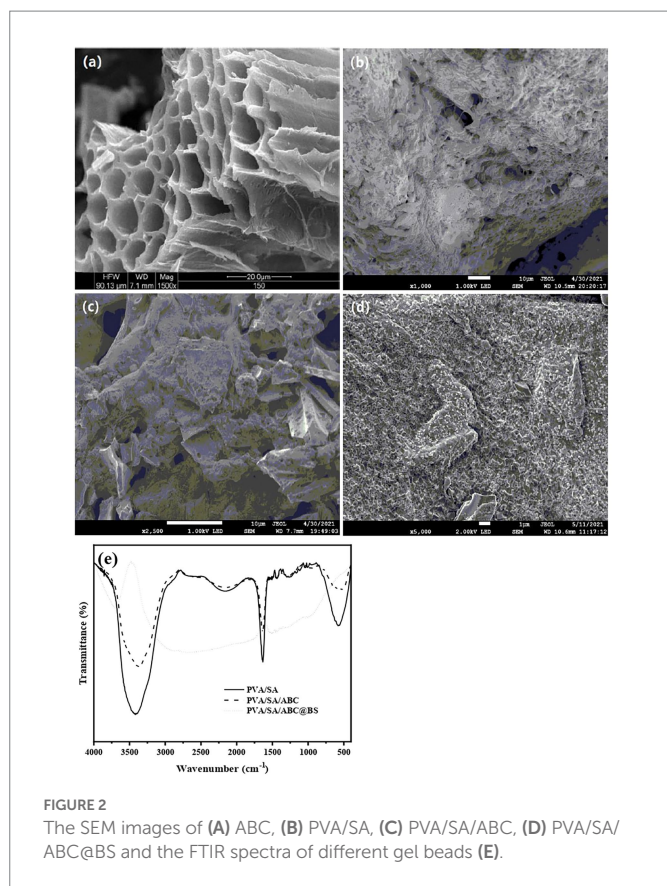 (a)
HFW WD Mag
90.13 µm 7.1 mm 1500x
20.0µm
150
(b)
10µm JEOL 4/30/2021
x1,000 1.00kV LED SEM WD 10.5mm 20:20:17
(c)
10µm JEOL 4/30/2021
x2,500 1.00kV LED SEM WD 7.7mm 19:49:03
(d)
1µm JEOL 5/11/2021
x5,000 2.00kV LED SEM WD 10.6mm 11:17:12
(e)
Transmittance (%)
PVA/SA
PVA/SA/ABC
PVA/SA/ABC@BS
4000 3500 3000 2500 2000 1500 1000 500
Wavenumber (cm⁻¹)
FIGURE 2
The SEM images of (A) ABC, (B) PVA/SA, (C) PVA/SA/ABC, (D) PVA/SA/
ABC@BS and the FTIR spectra of different gel beads (E).